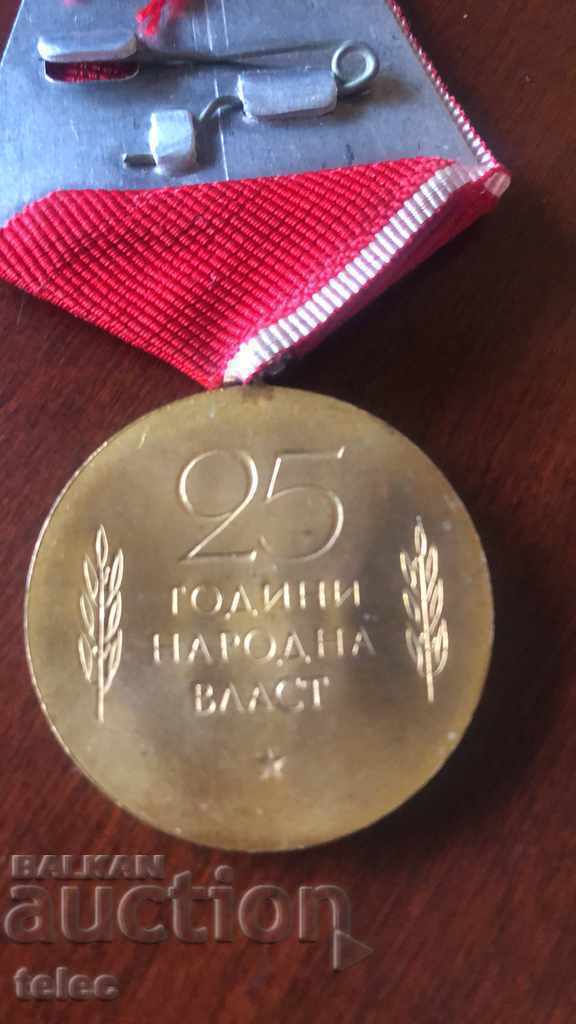 25
ГОДИНИ
НАРОДНА
ВЛАСТ
BALKAN
auction
telec